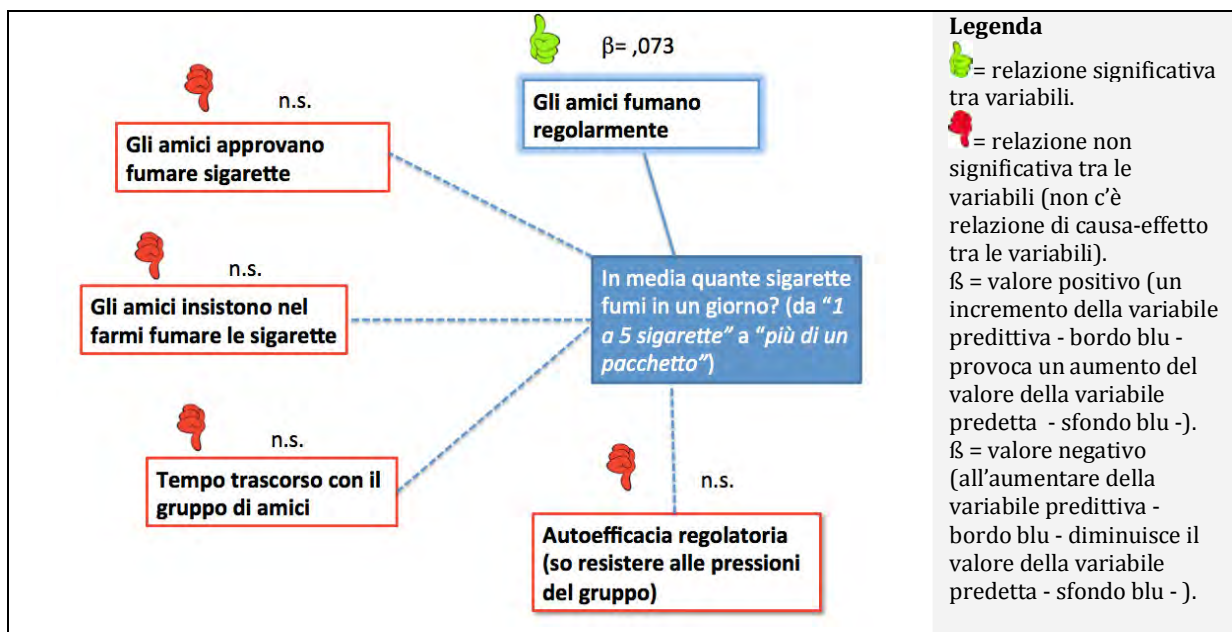 β= ,073
Gli amici fumano
regolarmente
n.s.
Gli amici approvano
fumare sigarette
n.s.
Gli amici insistono nel
farmi fumare le sigarette
In media quante sigarette
fumi in un giorno? (da “1
a 5 sigarette” a “più di un
pacchetto”)
n.s.
Tempo trascorso con il
gruppo di amici
n.s.
Autoefficacia regolatoria
(so resistere alle pressioni
del gruppo)
Legenda
= relazione significativa
tra variabili.
= relazione non
significativa tra le
variabili (non c’è
relazione di causa-effetto
tra le variabili).
ß = valore positivo (un
incremento della variabile
predittiva - bordo blu -
provoca un aumento del
valore della variabile
predetta - sfondo blu -).
ß = valore negativo
(all’aumentare della
variabile predittiva -
bordo blu - diminuisce il
valore della variabile
predetta - sfondo blu - ).